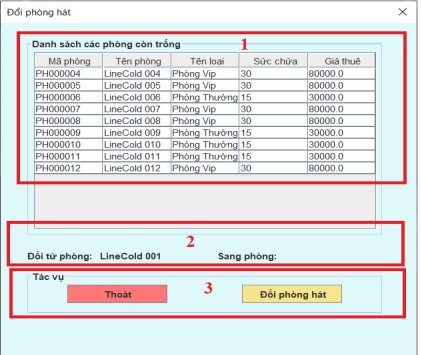 Đổi phòng hát
Danh sách các phòng còn trống
1
Mã phòng Tên phòng Tên loại Sức chứa Giá thuê
PH000004 LineCold 004 Phòng Vip 30 80000.0
PH000005 LineCold 005 Phòng Vip 30 80000.0
PH000006 LineCold 006 Phòng Thường 15 30000.0
PH000007 LineCold 007 Phòng Vip 30 80000.0
PH000008 LineCold 008 Phòng Vip 30 80000.0
PH000009 LineCold 009 Phòng Thường 15 30000.0
PH000010 LineCold 010 Phòng Thường 15 30000.0
PH000011 LineCold 011 Phòng Thường 15 30000.0
PH000012 LineCold 012 Phòng Vip 30 80000.0
2
Đổi từ phòng: LineCold 001 Sang phòng:
Tác vụ
Thoát 3 Đổi phòng hát